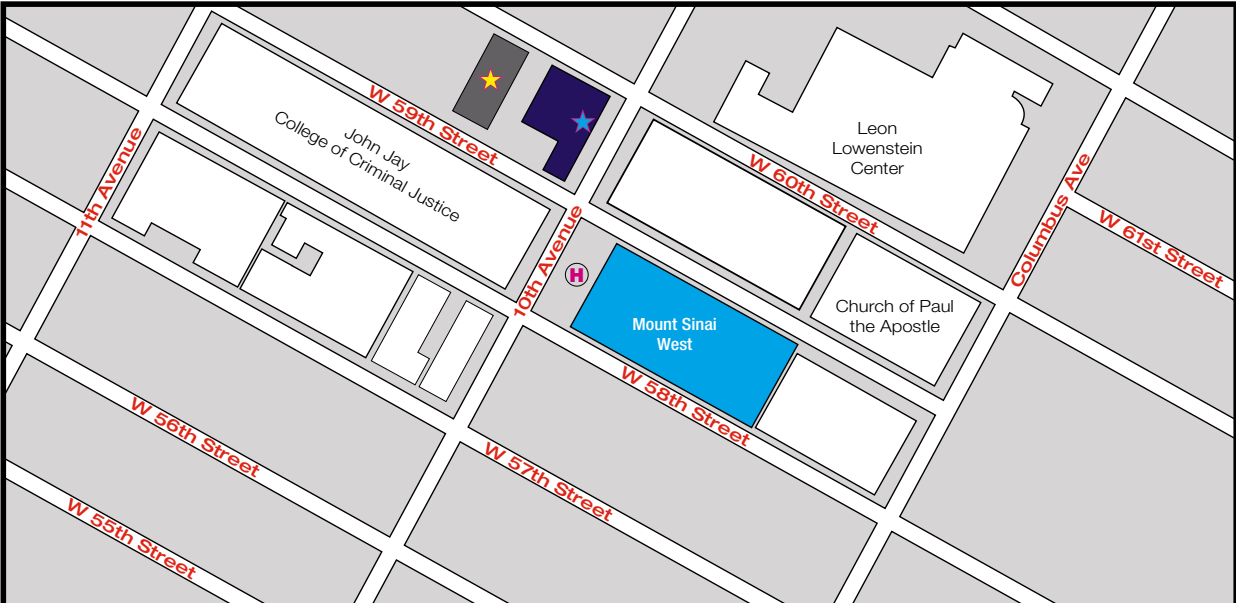 W 59th Street
John Jay
College of Criminal Justice
11th Avenue
10th Avenue
H
Leon
Lowenstein
Center
W 60th Street
Columbus Ave
W 61st Street
Church of Paul
the Apostle
Mount Sinai
West
W 58th Street
W 56th Street
W 57th Street
W 55th Street